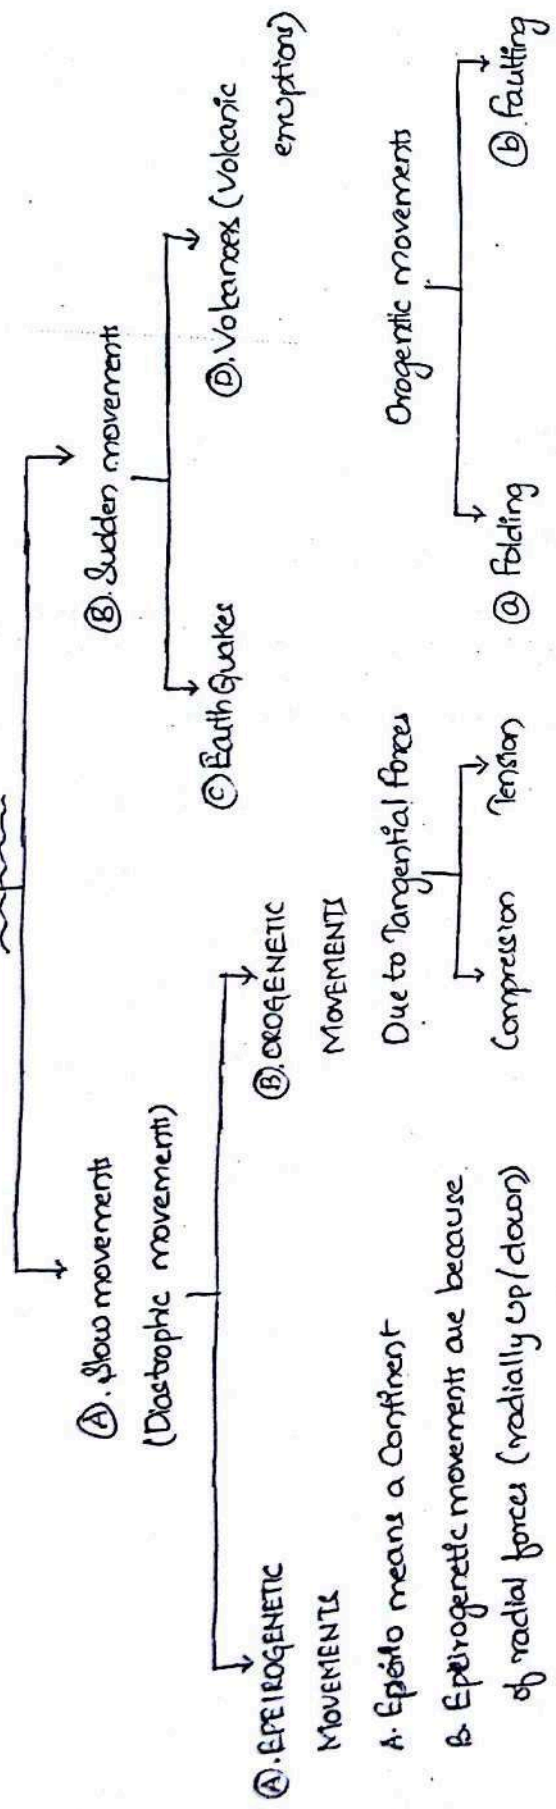 Ⓐ. Slow movements
(Diastrophic movements)
Ⓑ. Sudden movements
Ⓐ. EPEIROGENETIC
MOVEMENTS
A. Epeiro means a Continent
B. Epeirogenetic movements are because
of radial forces (radially up/down)
Ⓑ. OROGENETIC
MOVEMENTS
Due to Tangential forces
Compression
Tension
Ⓒ Earth Quakes
Ⓓ. Volcanoes (Volcanic
eruptions)
Orogenetic movements
ⓐ Folding
ⓑ. Faulting